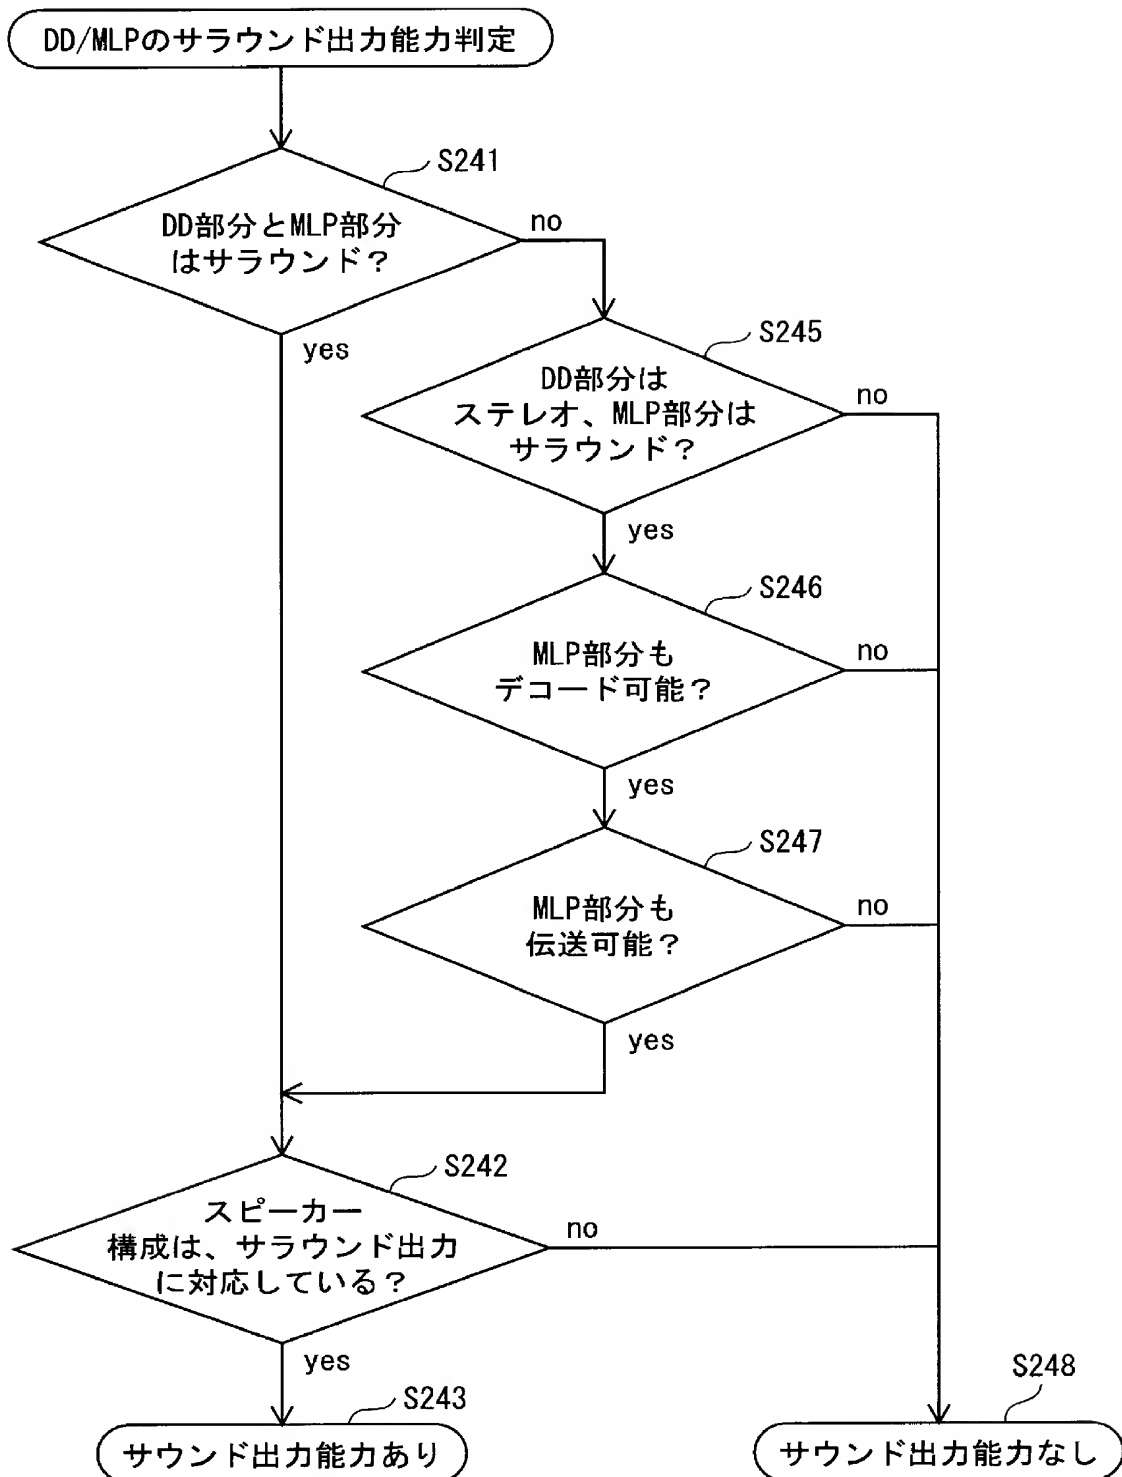 DD/MLPのサラウンド出力能力判定
S241
DD部分とMLP部分
はサラウンド？
no
yes
S245
DD部分は
ステレオ、MLP部分は
サラウンド？
no
yes
S246
MLP部分も
デコード可能？
no
yes
S247
MLP部分も
伝送可能？
no
yes
S242
スピーカー
構成は、サラウンド出力
に対応している？
no
yes
S243
サウンド出力能力あり
S248
サウンド出力能力なし